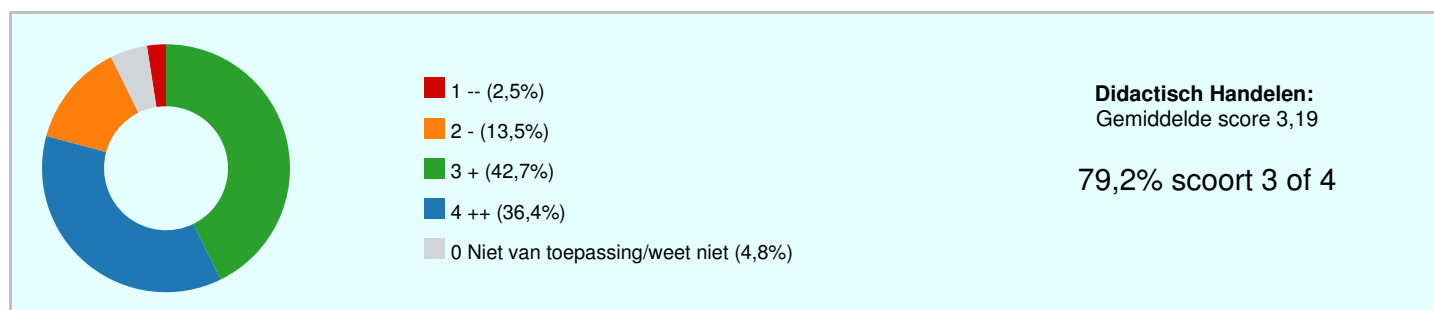 1 -- (2,5%)
2 - (13,5%)
3 + (42,7%)
4 ++ (36,4%)
0 Niet van toepassing/weet niet (4,8%)
Didactisch Handelen:
Gemiddelde score 3,19
79,2% scoort 3 of 4